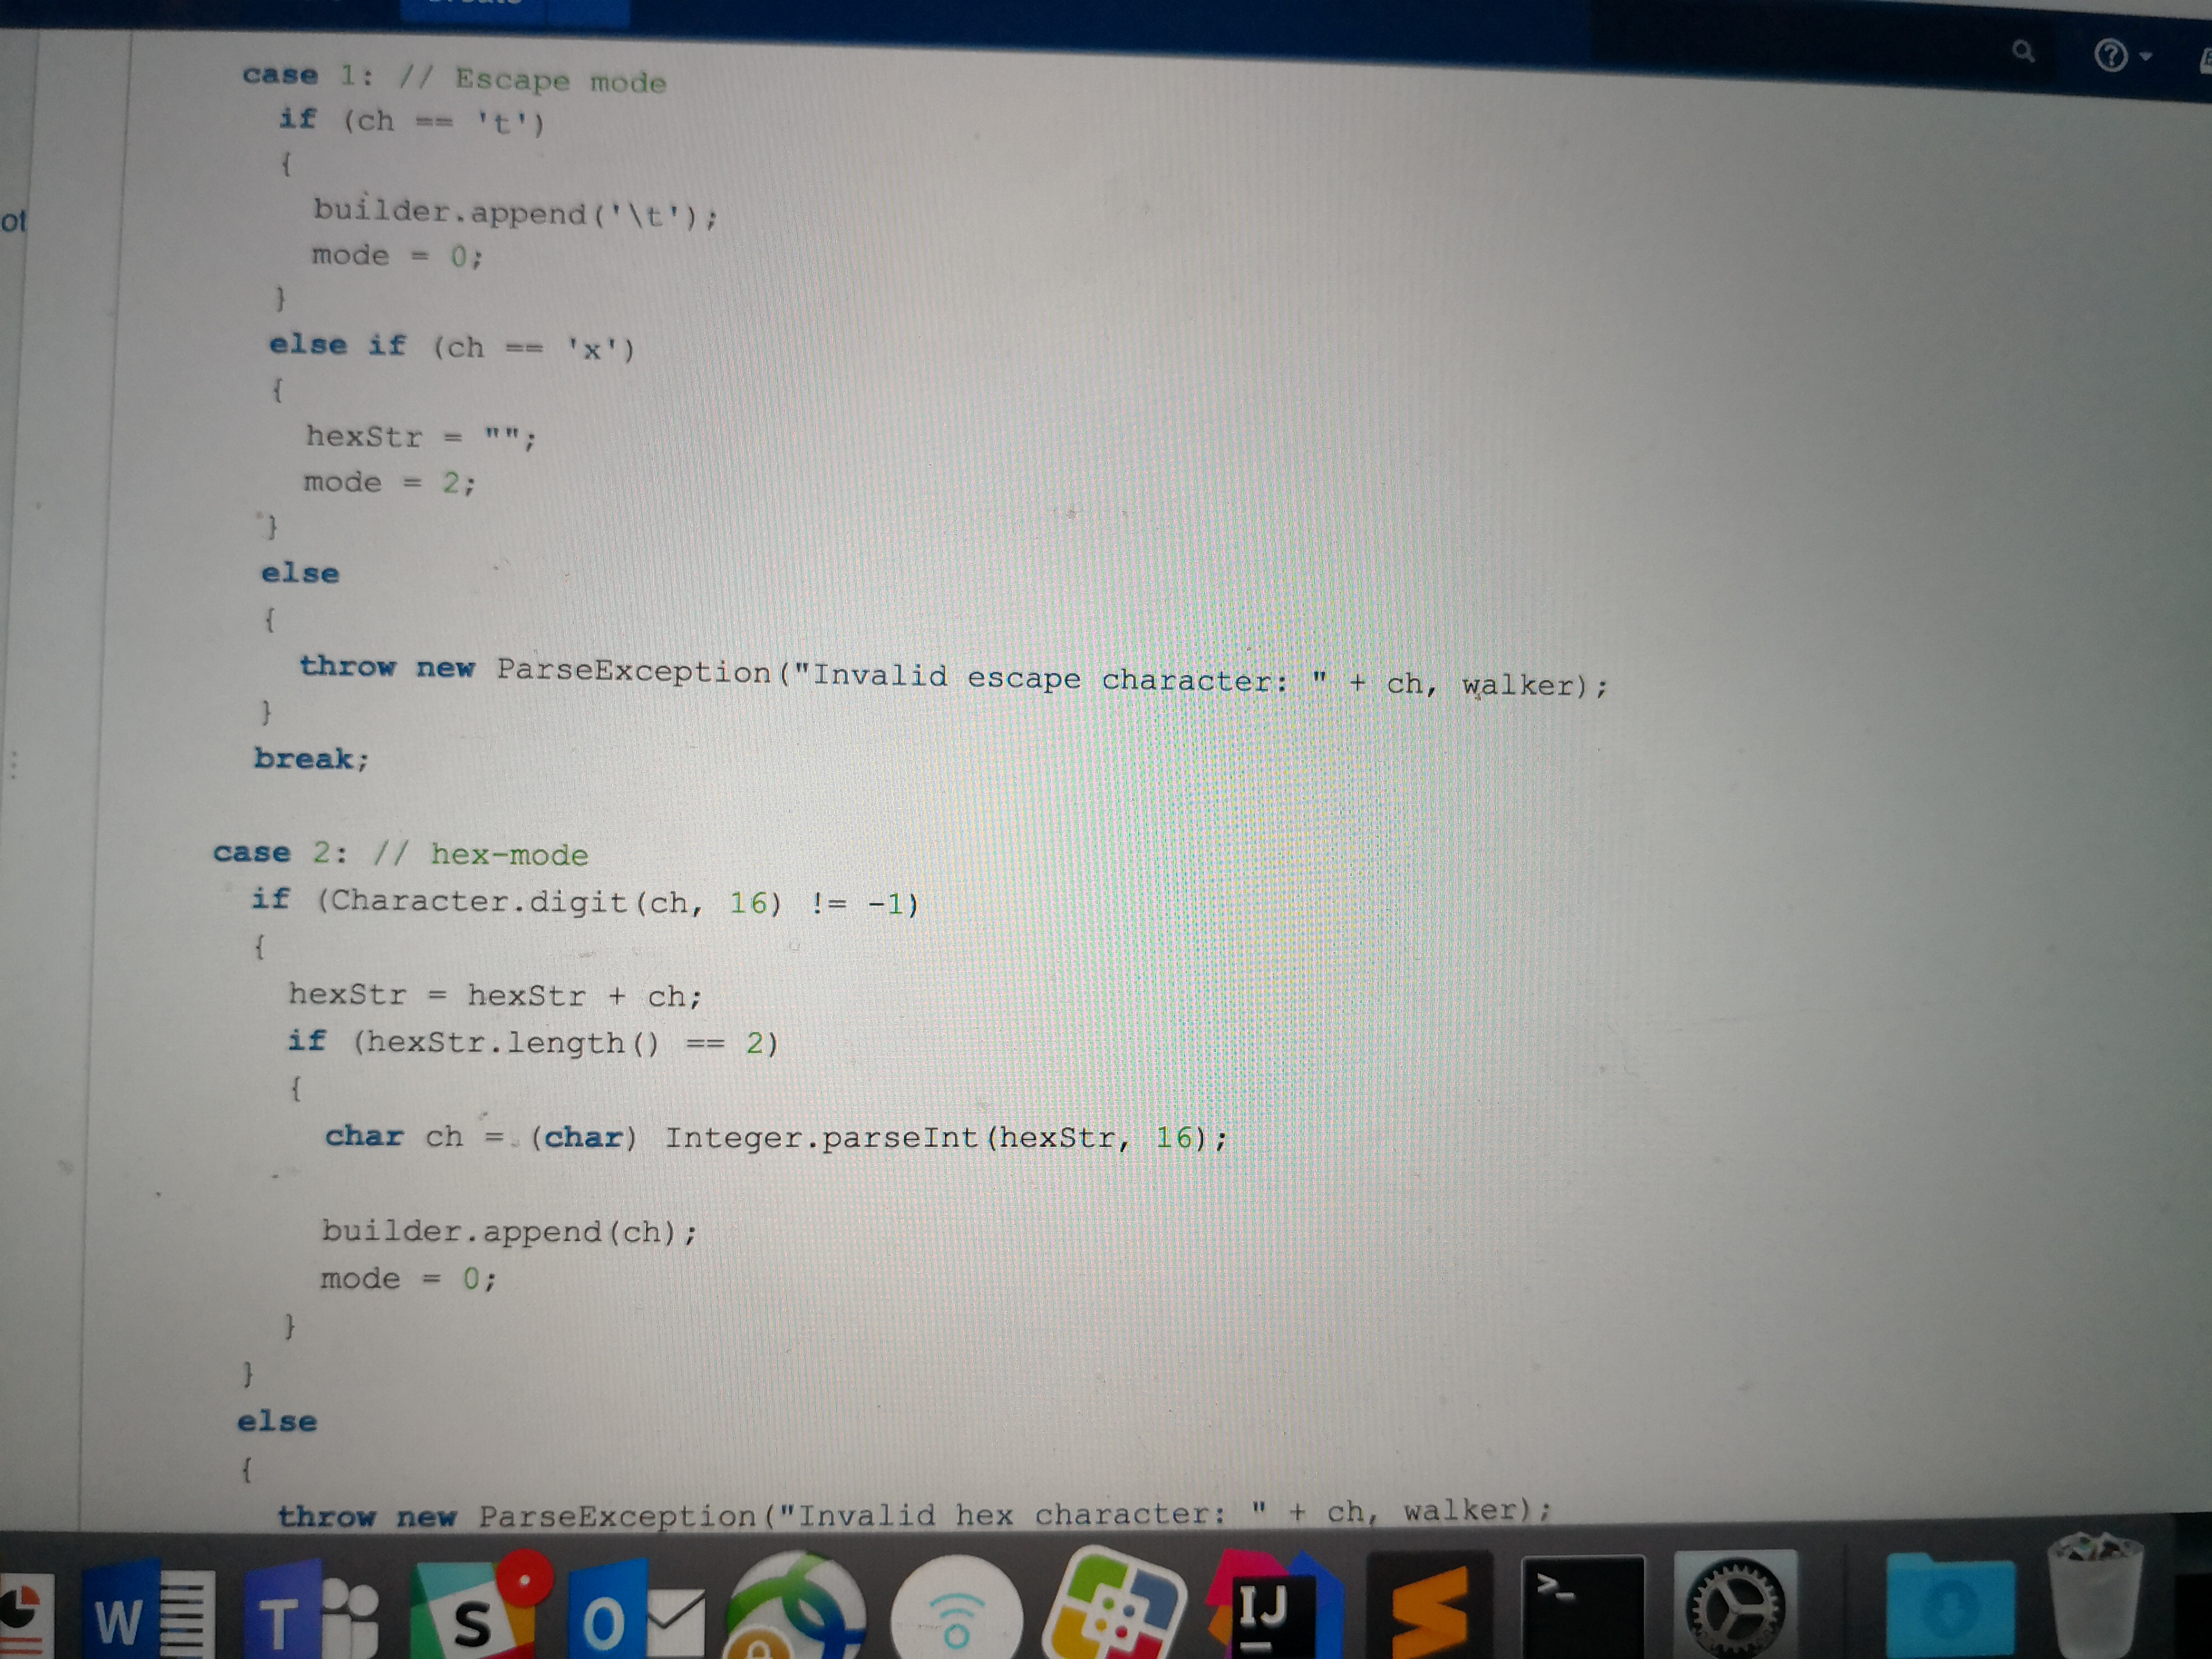 case 1: // Escape mode
if (ch == 't')
{
builder.append('\t');
mode = 0;
}
else if (ch == 'x')
{
hexStr = "";
mode = 2;
}
else
{
throw new ParseException("Invalid escape character: " + ch, walker);
}
break;
case 2: // hex-mode
if (Character.digit(ch, 16) != -1)
{
hexStr = hexStr + ch;
if (hexStr.length() == 2)
{
char ch = (char) Integer.parseInt(hexStr, 16);
builder.append(ch);
mode = 0;
}
}
else
{
throw new ParseException("Invalid hex character: " + ch, walker);
ot
W T S O IJ >_